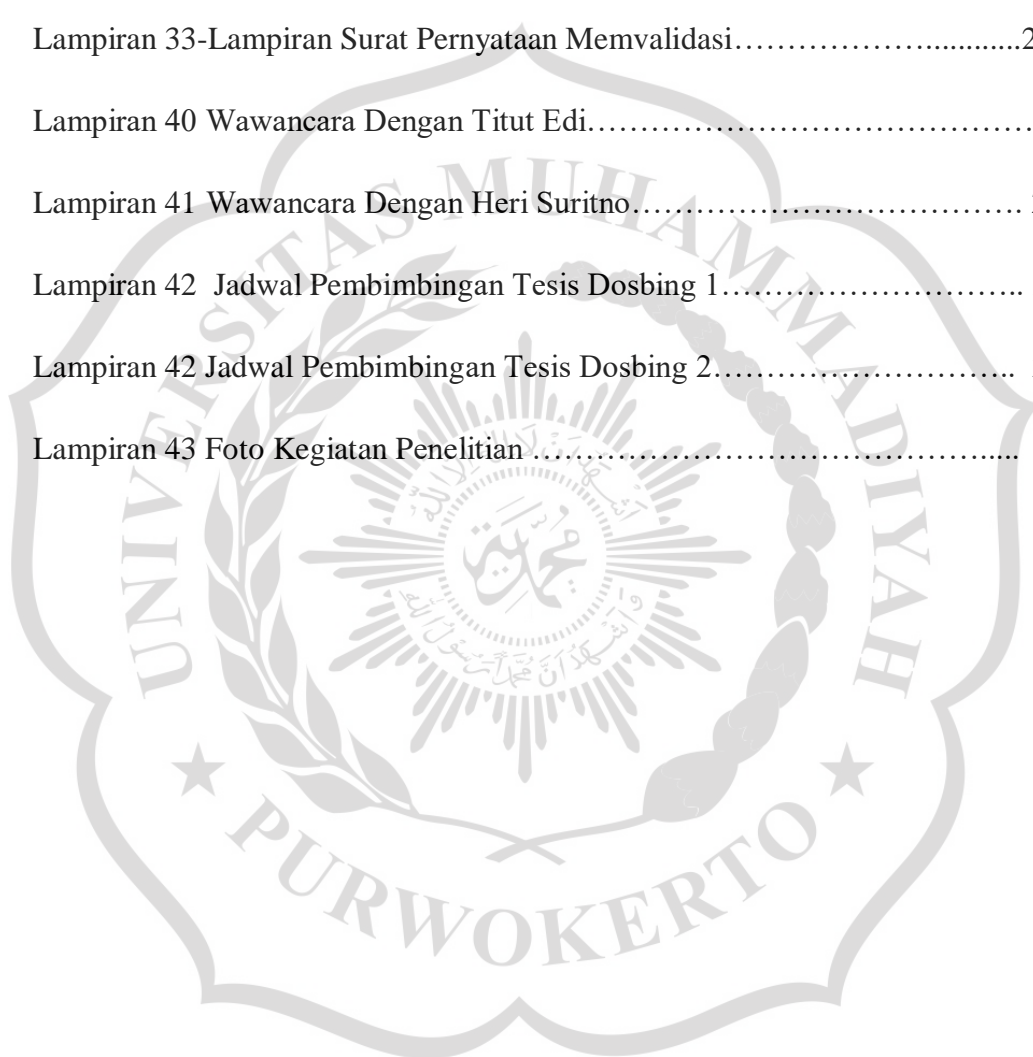 Lampiran 33-Lampiran Surat Pernyataan Memvalidasi……………….............2
Lampiran 40 Wawancara Dengan Titut Edi……………………………………
Lampiran 41 Wawancara Dengan Heri Suritno……………………………….
Lampiran 42  Jadwal Pembimbingan Tesis Dosbing 1………………………..
Lampiran 42 Jadwal Pembimbingan Tesis Dosbing 2………………………..
Lampiran 43 Foto Kegiatan Penelitian …………………………………….....
UNIVERSITAS MUHAMMADIYAH
PURWOKERTO